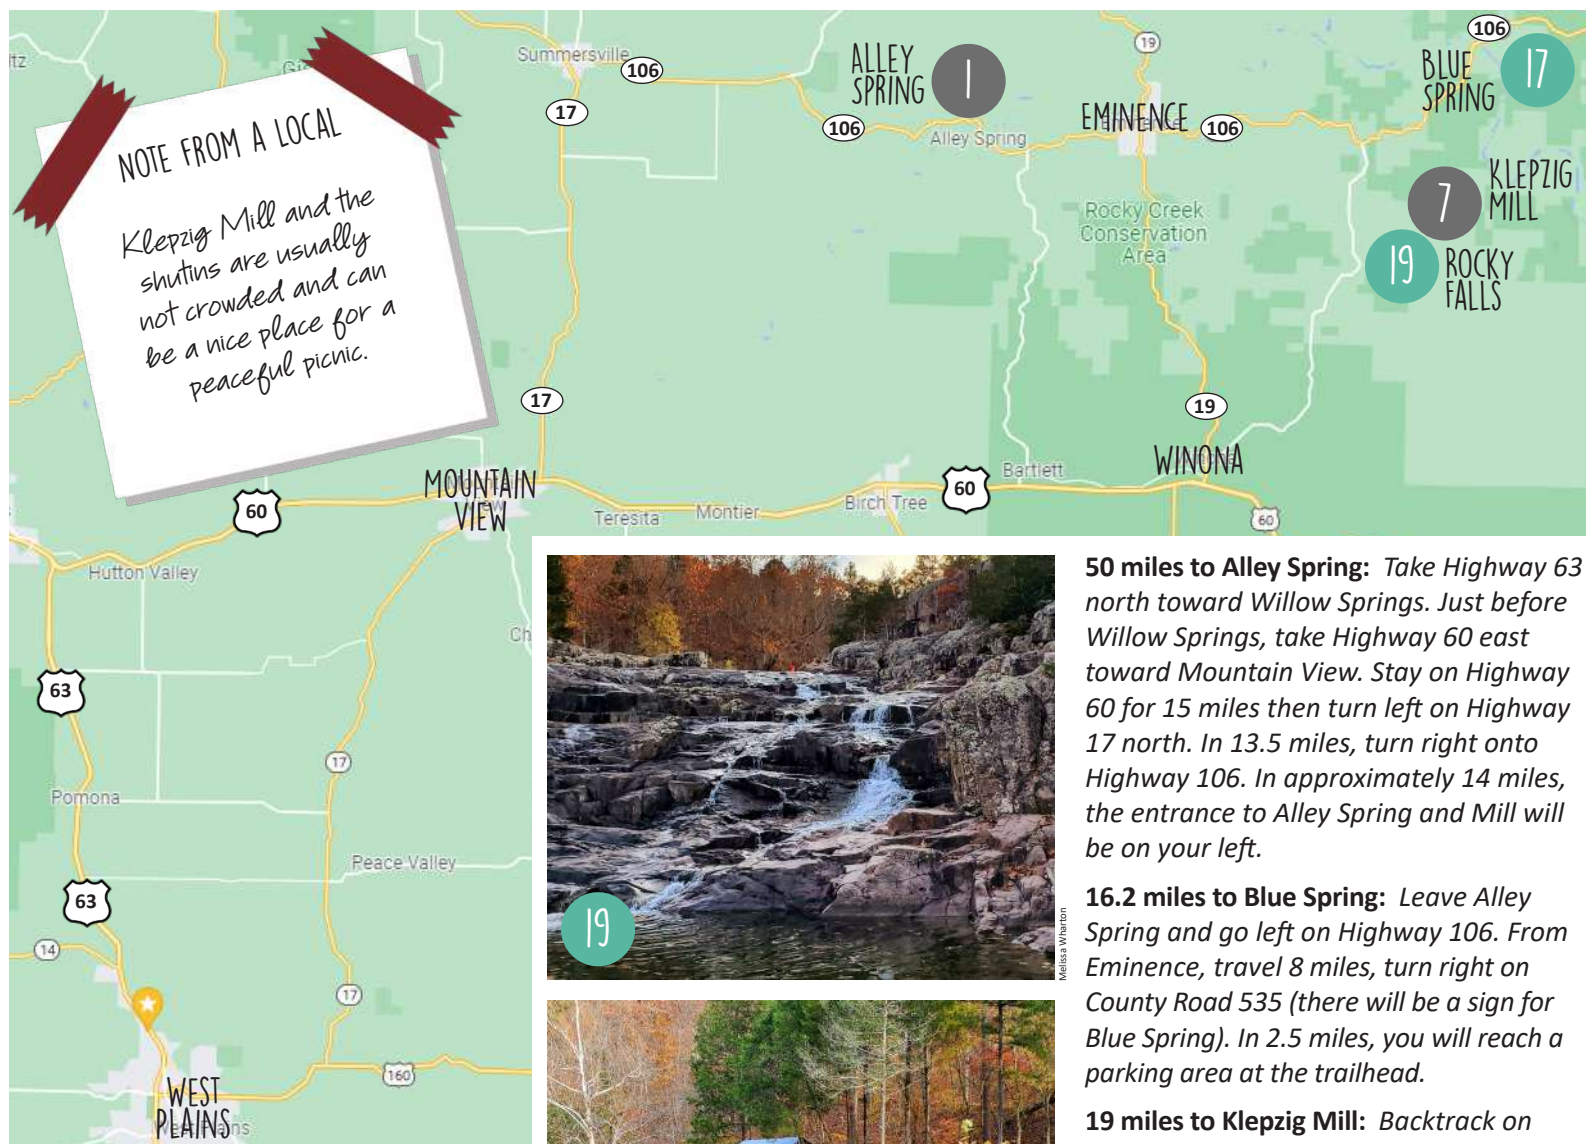 tz
Summersville
106
17
ALLEY
SPRING
1
106
Alley Spring
19
EMINENCE
106
106
BLUE
SPRING
17
7
KLEPZIG
MILL
19
ROCKY
FALLS
Rocky Creek
Conservation
Area
NOTE FROM A LOCAL
Klepzig Mill and the
shutins are usually
not crowded and can
be a nice place for a
peaceful picnic.
17
19
MOUNTAIN
VIEW
60
Teresita
Montier
Birch Tree
60
Bartlett
WINONA
60
Hutton Valley
Ch
63
17
Pomona
Peace Valley
63
14
17
160
WEST
PLAINS
19
Melissa Wharton
50 miles to Alley Spring: Take Highway 63
north toward Willow Springs. Just before
Willow Springs, take Highway 60 east
toward Mountain View. Stay on Highway
60 for 15 miles then turn left on Highway
17 north. In 13.5 miles, turn right onto
Highway 106. In approximately 14 miles,
the entrance to Alley Spring and Mill will
be on your left.
16.2 miles to Blue Spring: Leave Alley
Spring and go left on Highway 106. From
Eminence, travel 8 miles, turn right on
County Road 535 (there will be a sign for
Blue Spring). In 2.5 miles, you will reach a
parking area at the trailhead.
19 miles to Klepzig Mill: Backtrack on